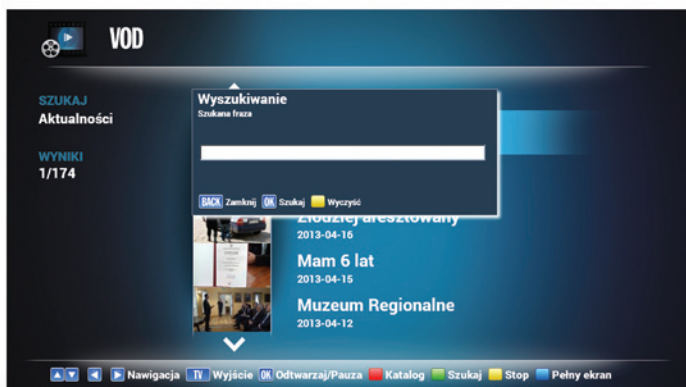 VOD
SZUKAJ
Aktualności
WYNIKI
1/174
Wyszukiwanie
Szukana fraza
BACK Zamknij OK Szukaj Wyczyść
Złodziej aresztowany
2013-04-16
Mam 6 lat
2013-04-15
Muzeum Regionalne
2013-04-12
Nawigacja TV Wyjście OK Odtwarzaj/Pauza Katalog Szukaj Stop Pełny ekran